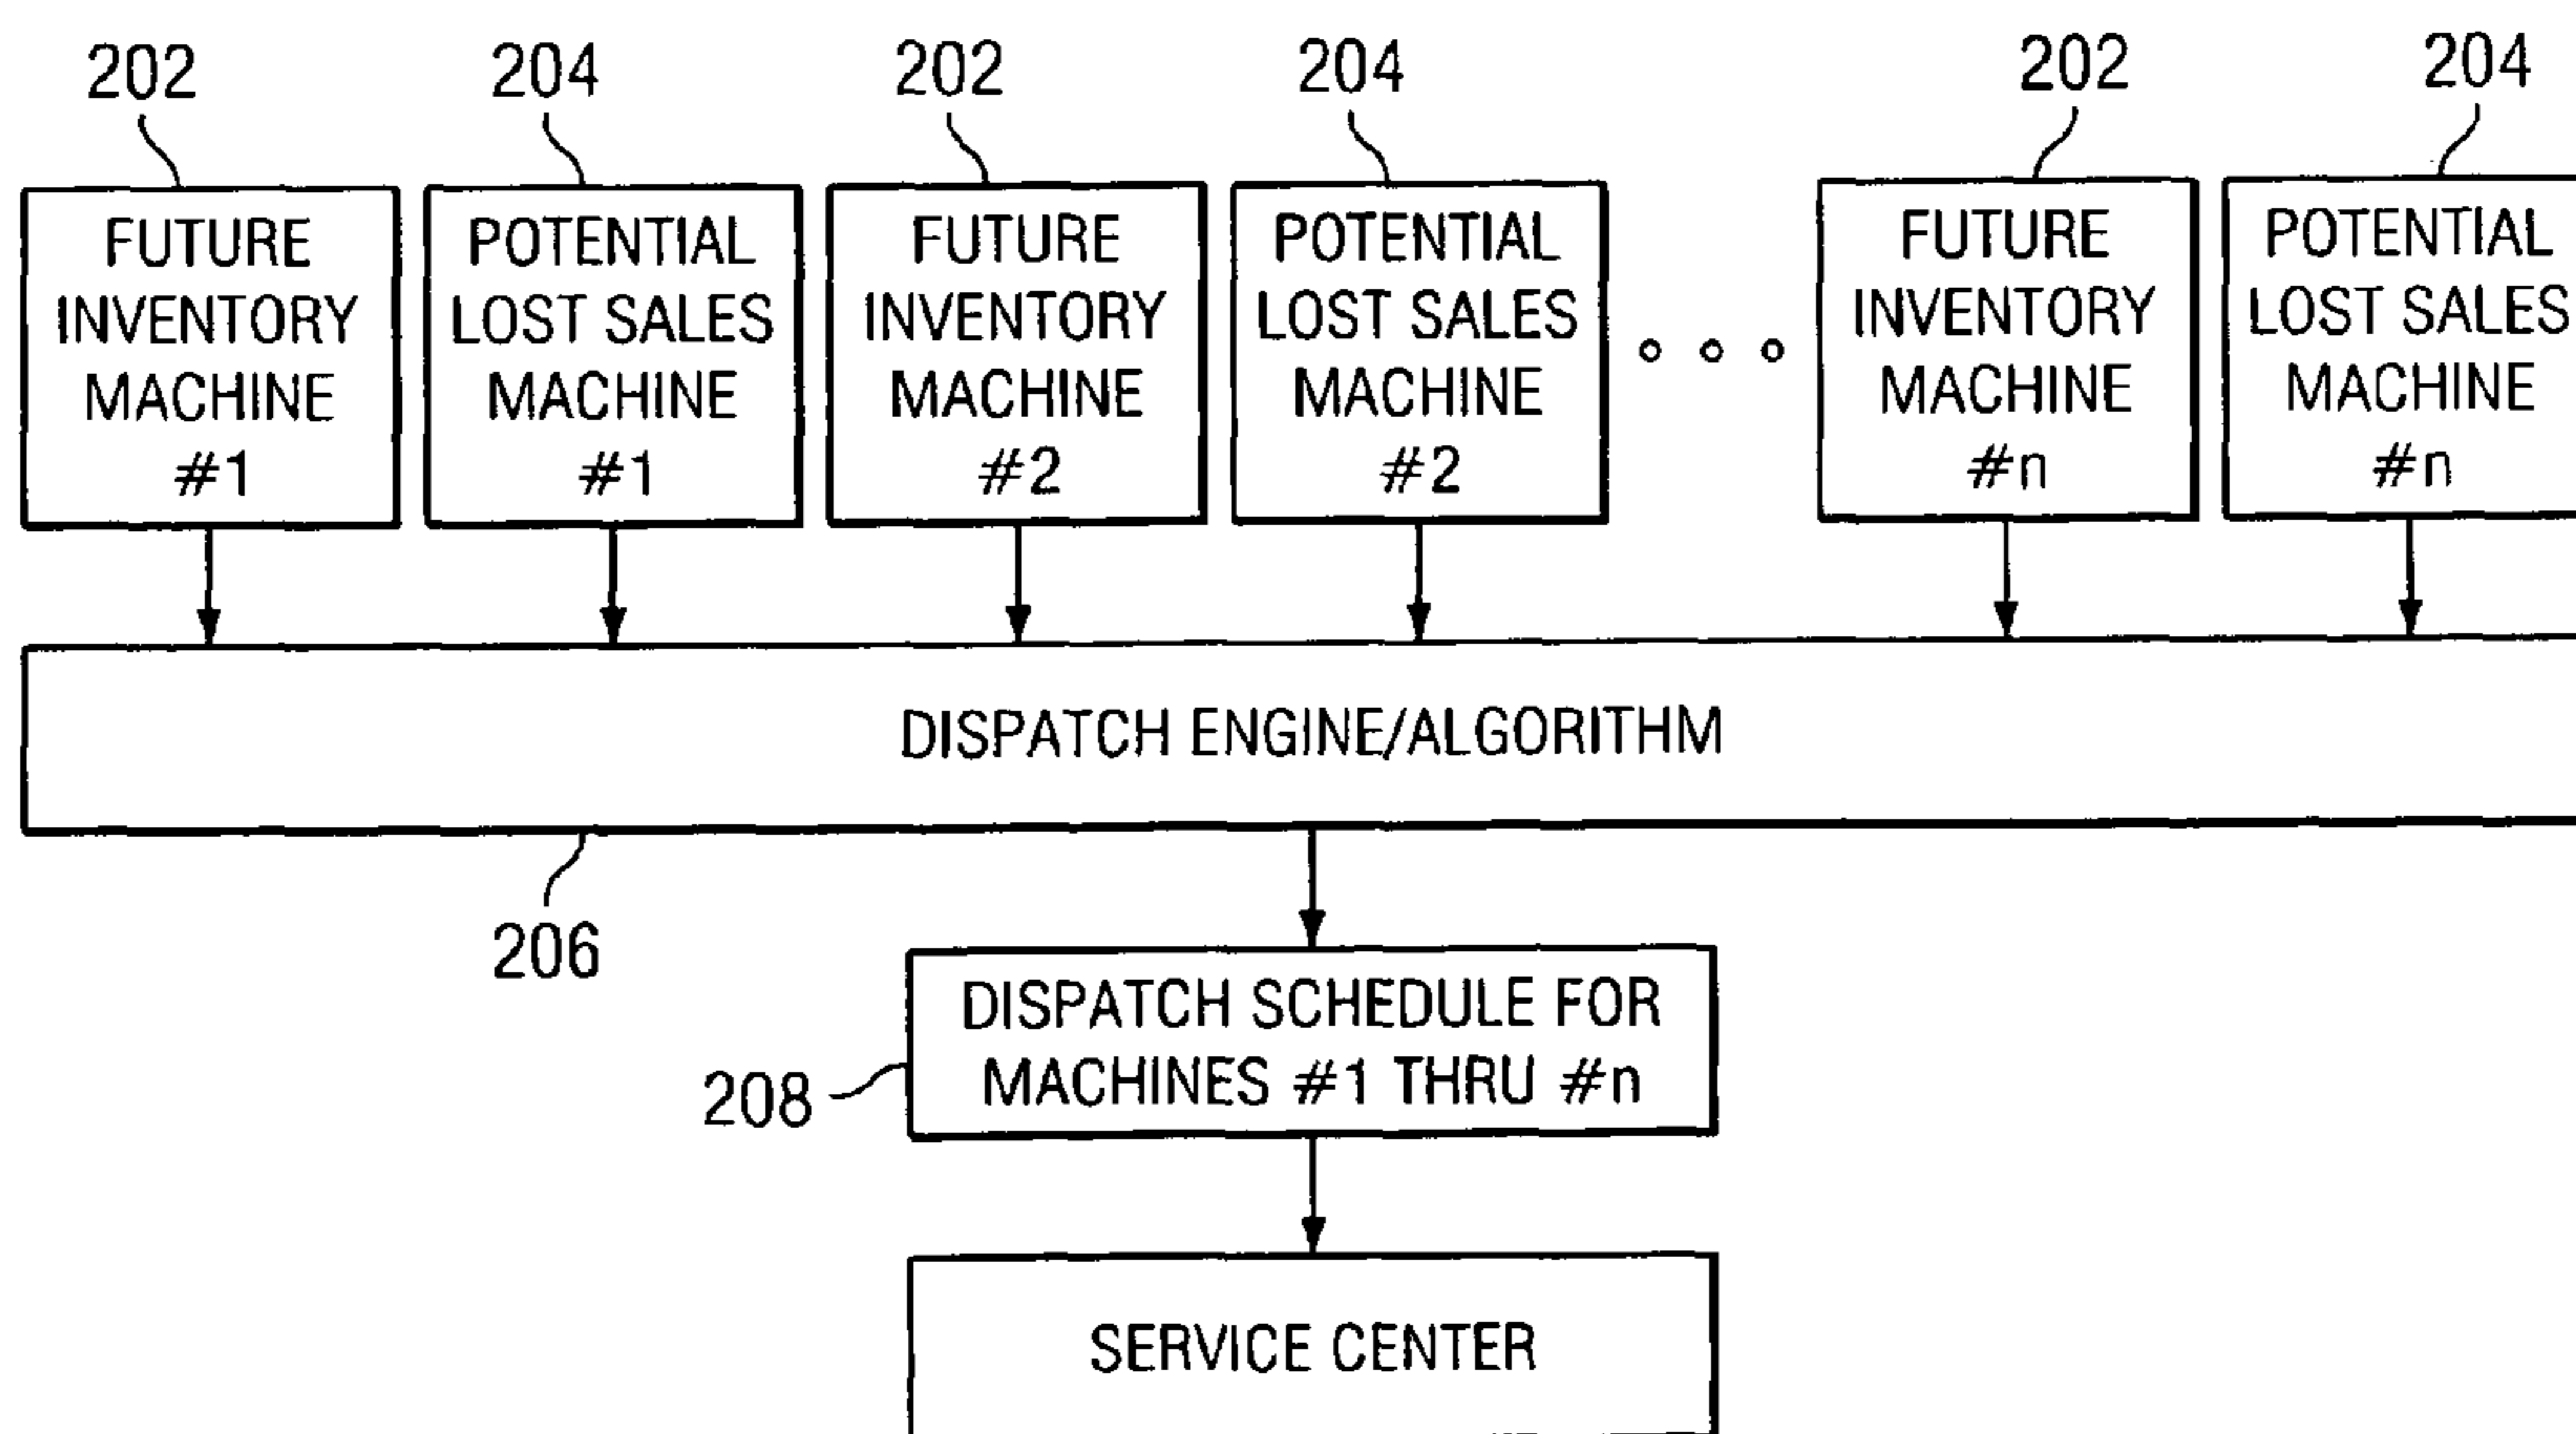 202 204 202 204 202 204
FUTURE INVENTORY MACHINE #1
POTENTIAL LOST SALES MACHINE #1
FUTURE INVENTORY MACHINE #2
POTENTIAL LOST SALES MACHINE #2
FUTURE INVENTORY MACHINE #n
POTENTIAL LOST SALES MACHINE #n
DISPATCH ENGINE/ALGORITHM
206
DISPATCH SCHEDULE FOR
MACHINES #1 THRU #n
208
SERVICE CENTER